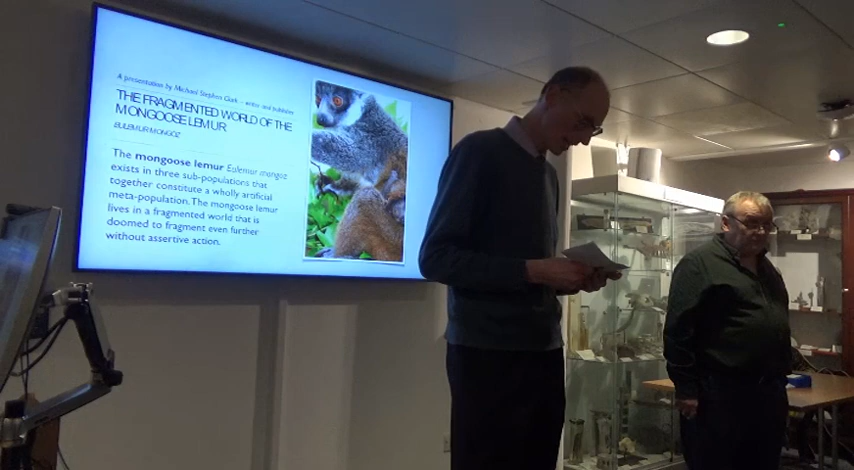 A presentation by Michael Stephen Clark – writer and publisher
THE FRAGMENTED WORLD OF THE
MONGOOSE LEMUR
EULEMUR MONGOZ
The mongoose lemur Eulemur mongoz
exists in three sub-populations that
together constitute a wholly artificial
meta-population. The mongoose lemur
lives in a fragmented world that is
doomed to fragment even further
without assertive action.